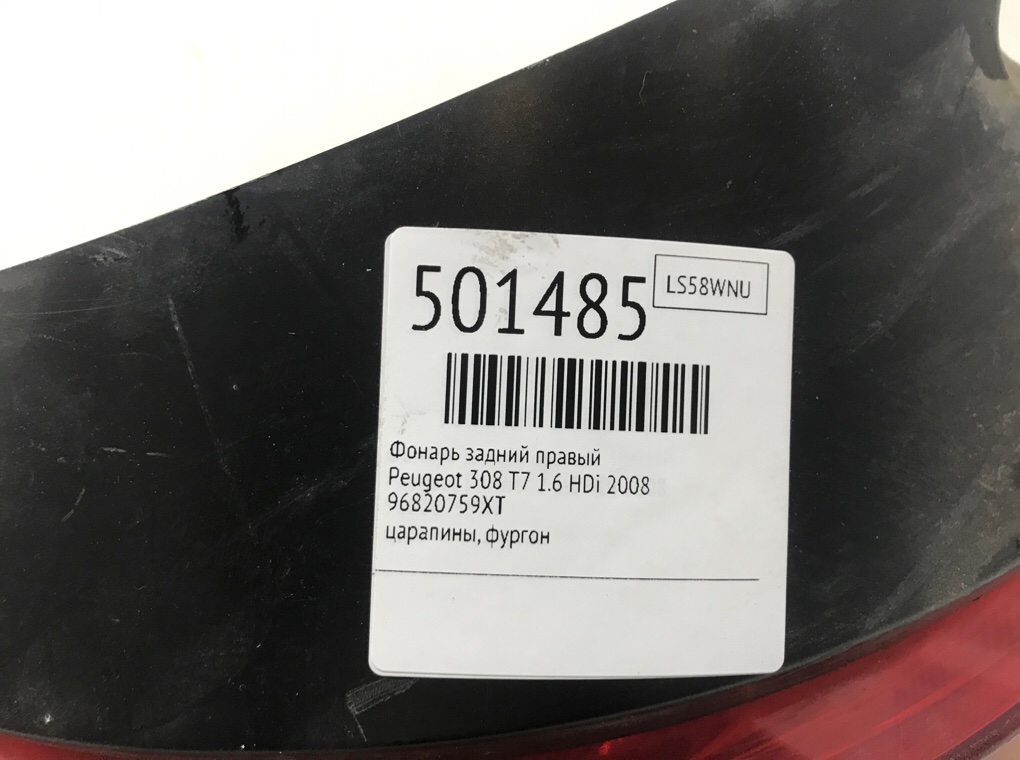 501485
LS58WNU
Фонарь задний правый
Peugeot 308 T7 1.6 HDi 2008
96820759XT
царапины, фургон